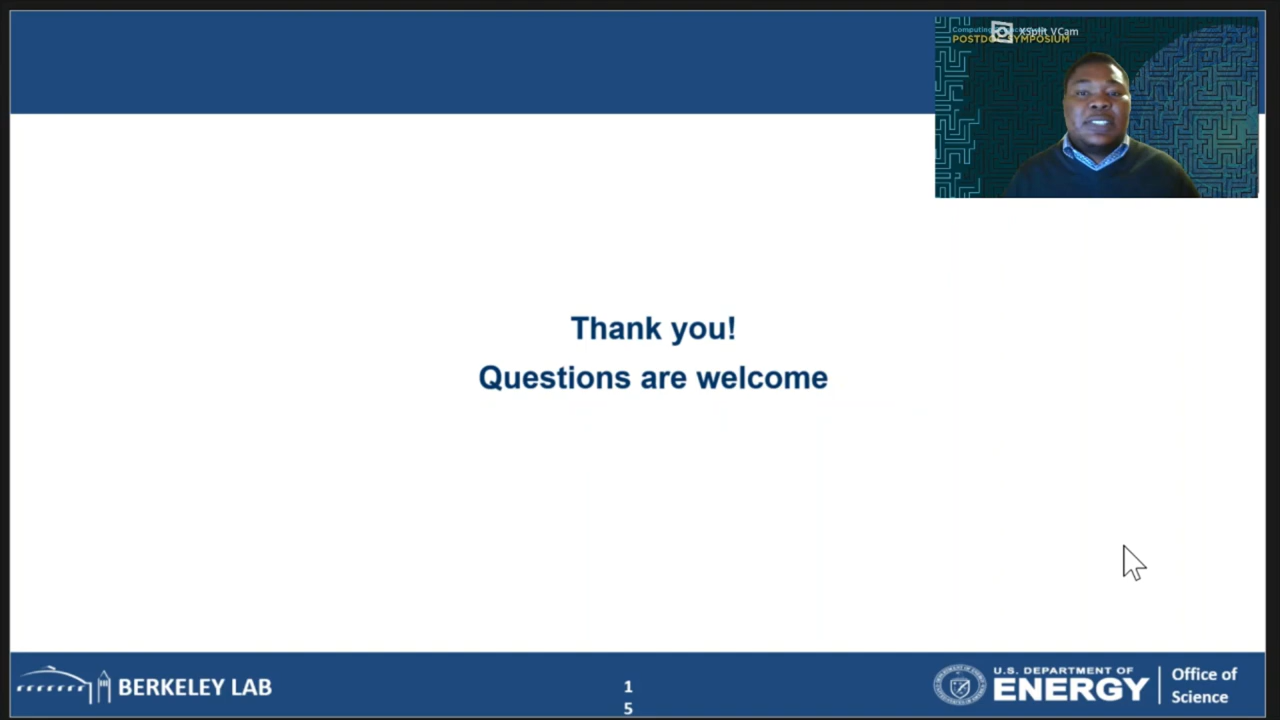 Computing
XSplit VCam
POSTDOC SYMPOSIUM
Thank you!
Questions are welcome
BERKELEY LAB
1
5
U.S. DEPARTMENT OF
ENERGY
Office of
Science